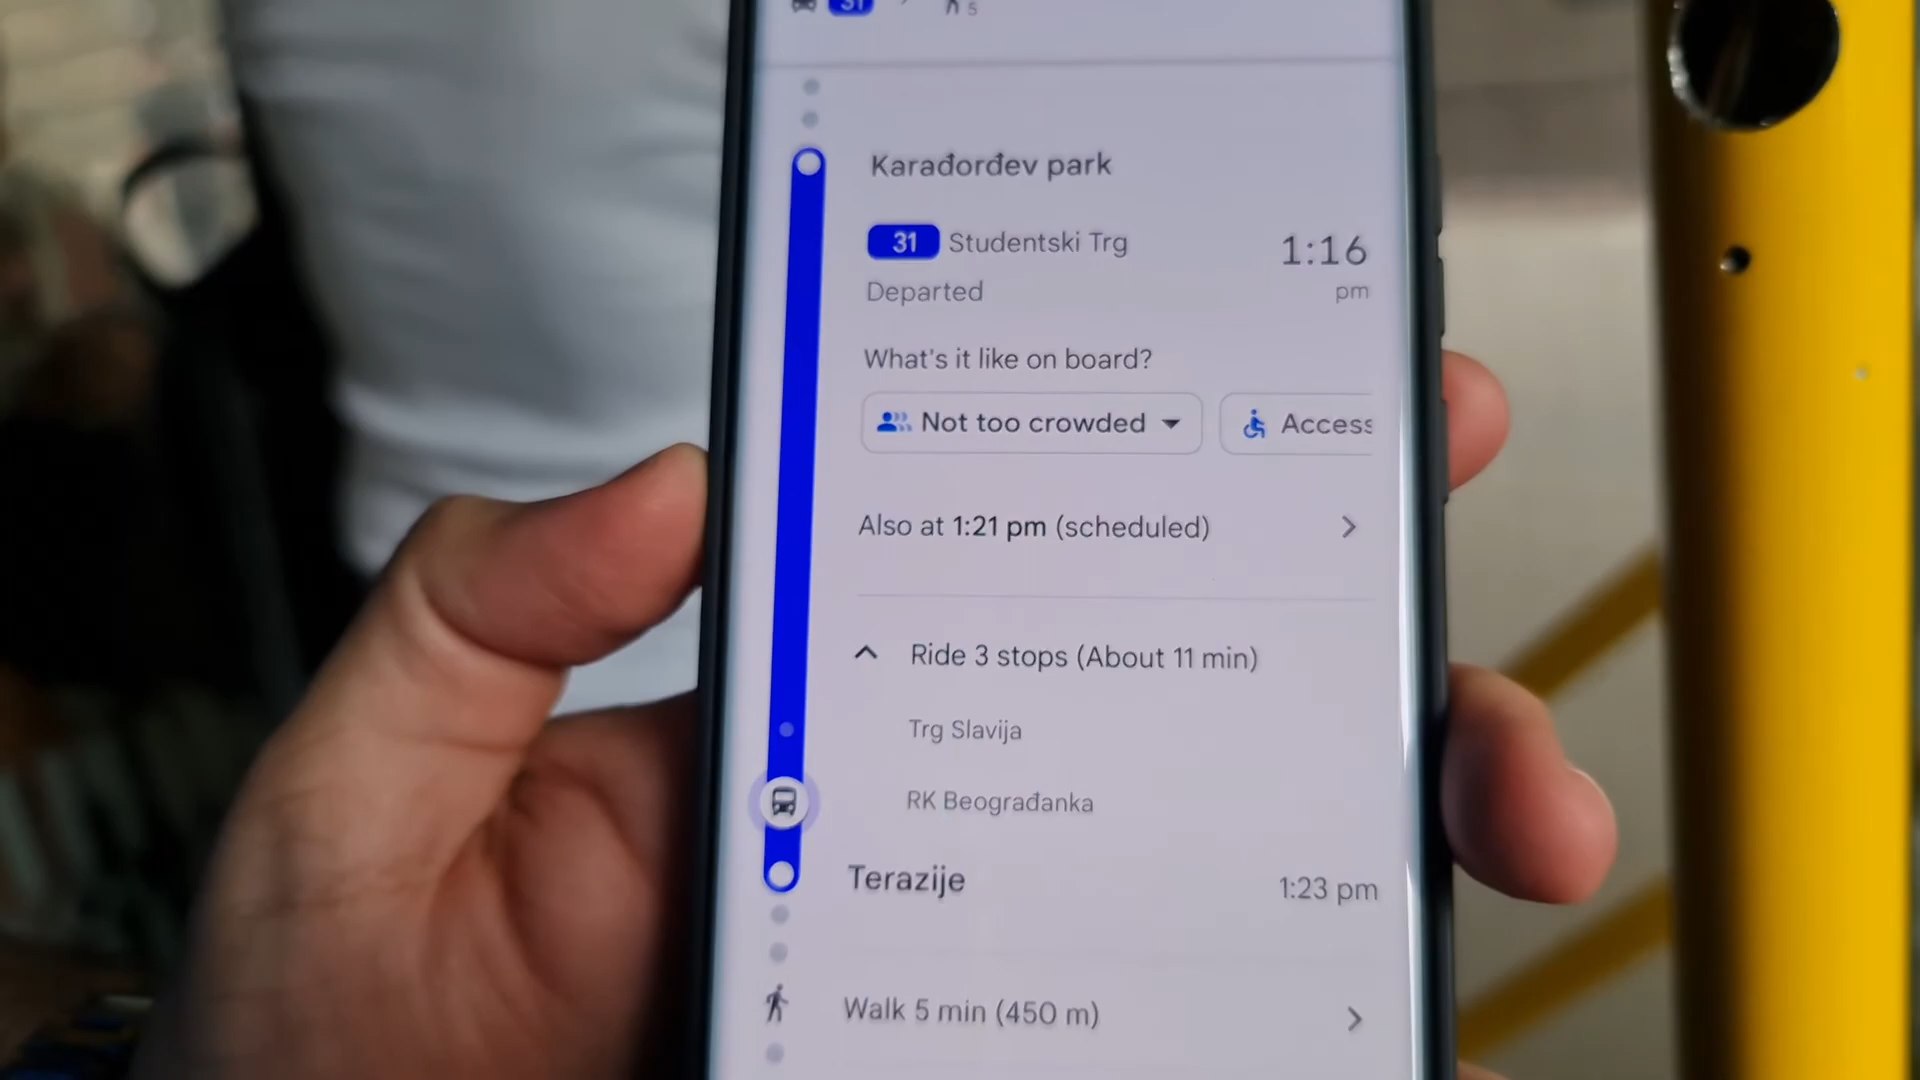 31
5
Karađorđev park
31 Studentski Trg
1:16
Departed
pm
What's it like on board?
Not too crowded
Access
Also at 1:21 pm (scheduled)
Ride 3 stops (About 11 min)
Trg Slavija
RK Beograđanka
Terazije
1:23 pm
Walk 5 min (450 m)